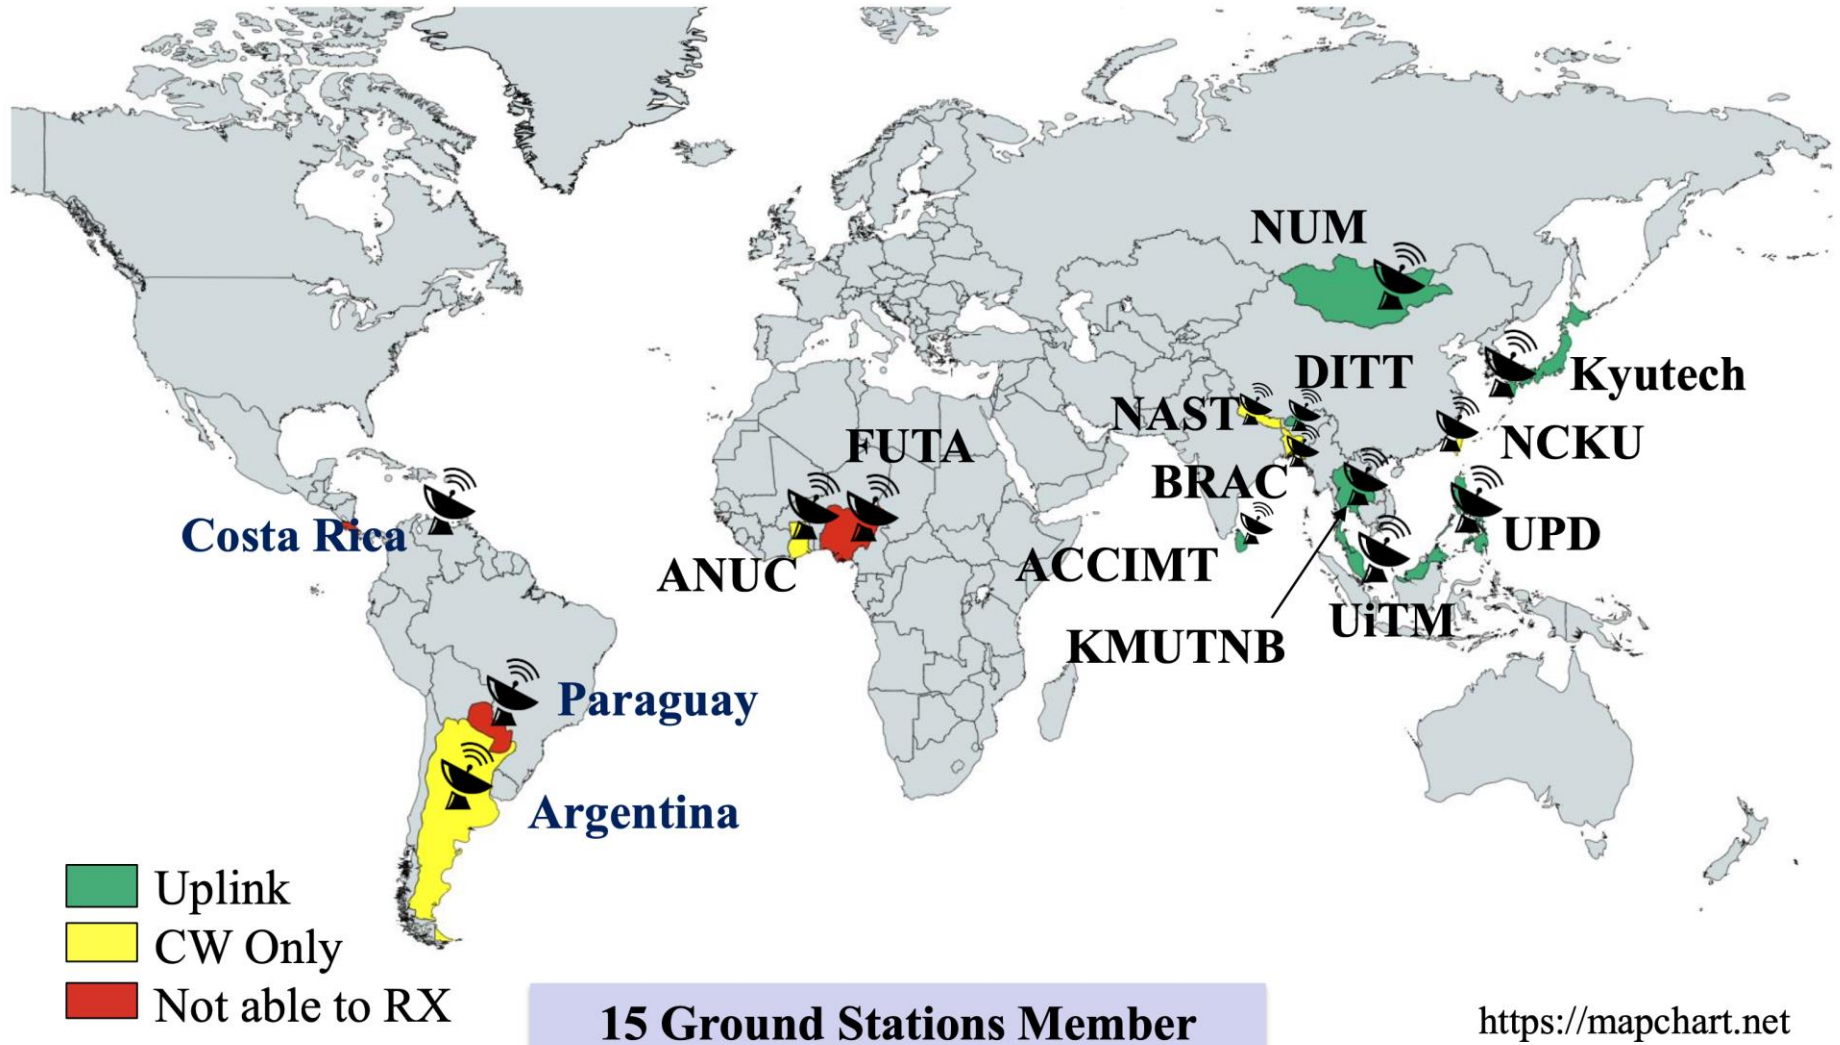 NUM
DITT
Kyutech
NAST
NCKU
FUTA
BRAC
Costa Rica
UPD
ANUC
ACCIMT
UiTM
KMUTNB
Paraguay
Argentina
Uplink
CW Only
Not able to RX
15 Ground Stations Member
https://mapchart.net